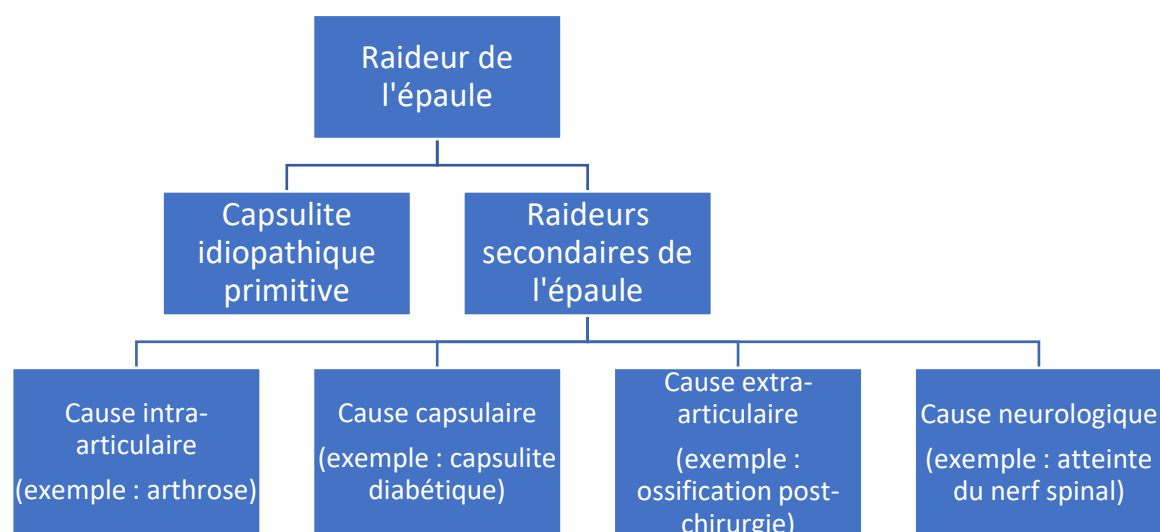 Raideur de
l'épaule
Capsulite
idiopathique
primitive
Raideurs
secondaires de
l'épaule
Cause intra-
articulaire
(exemple : arthrose)
Cause capsulaire
(exemple : capsulite
diabétique)
Cause extra-
articulaire
(exemple :
ossification post-
chirurgie)
Cause neurologique
(exemple : atteinte
du nerf spinal)